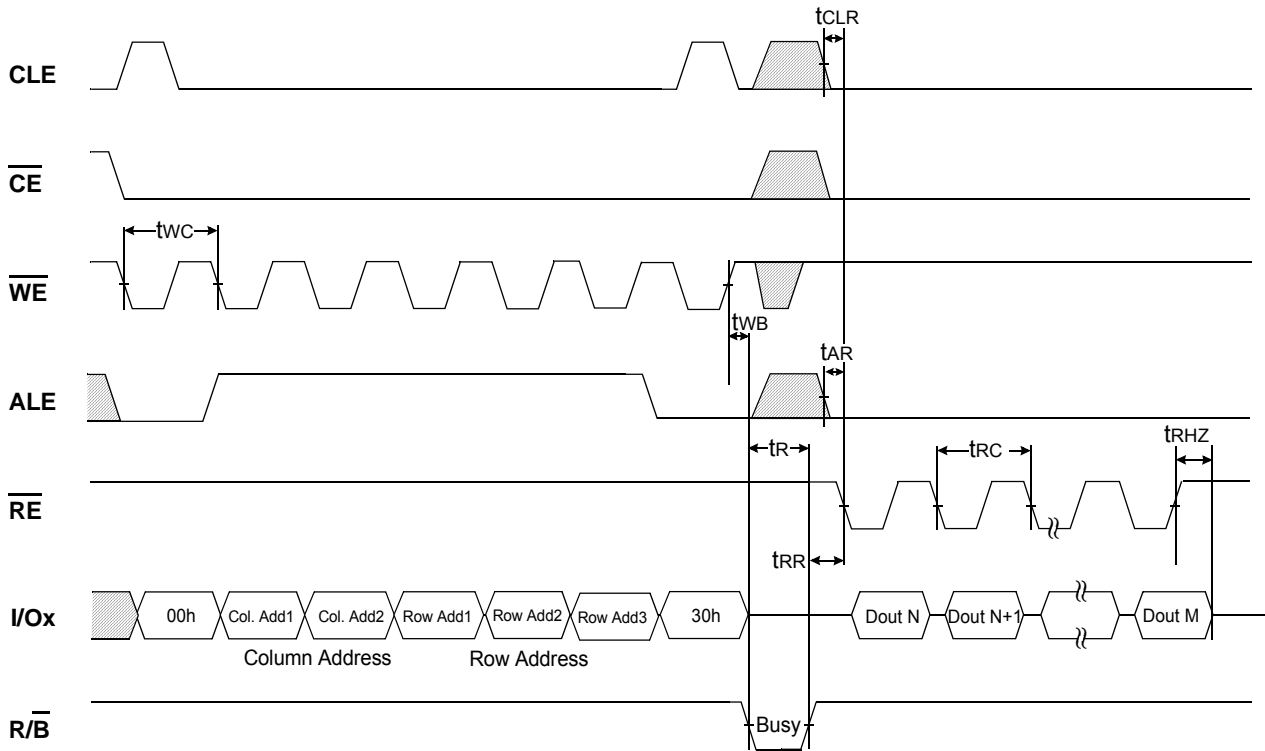 tCLR
CLE
CE
tWC
WE
tWB
tAR
ALE
tR
tRC
tRHZ
RE
tRR
I/Ox
00h
Col. Add1
Col. Add2
Row Add1
Row Add2
Row Add3
30h
Dout N
Dout N+1
Dout M
Column Address
Row Address
R/B
Busy